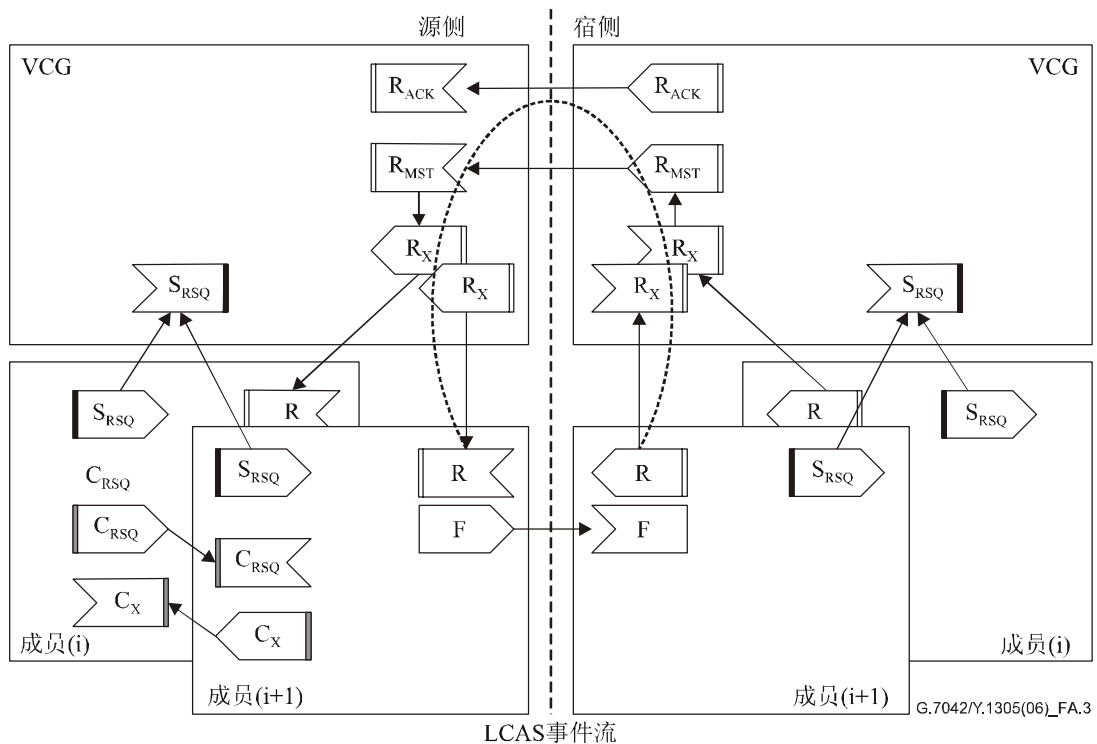 源侧 宿侧
VCG VCG
R_ACK R_ACK
R_MST R_MST
R_X R_X
R_X R_X
S_RSQ S_RSQ
R R
S_RSQ S_RSQ
S_RSQ R R S_RSQ
C_RSQ
C_RSQ F F
C_RSQ
C_X
C_X
成员(i) 成员(i)
成员(i+1) 成员(i+1)
G.7042/Y.1305(06)_FA.3
LCAS事件流